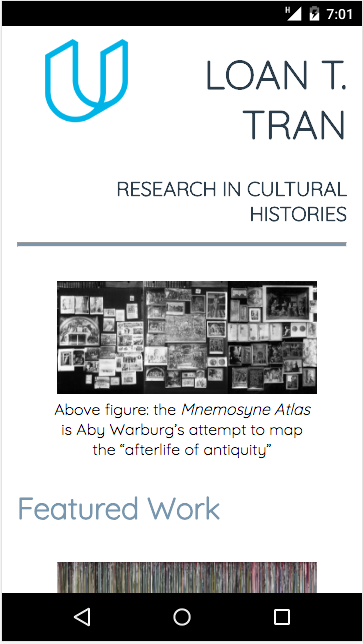 H 7:01
LOAN T.
TRAN
RESEARCH IN CULTURAL
HISTORIES
Above figure: the Mnemosyne Atlas
is Aby Warburg’s attempt to map
the “afterlife of antiquity”
Featured Work